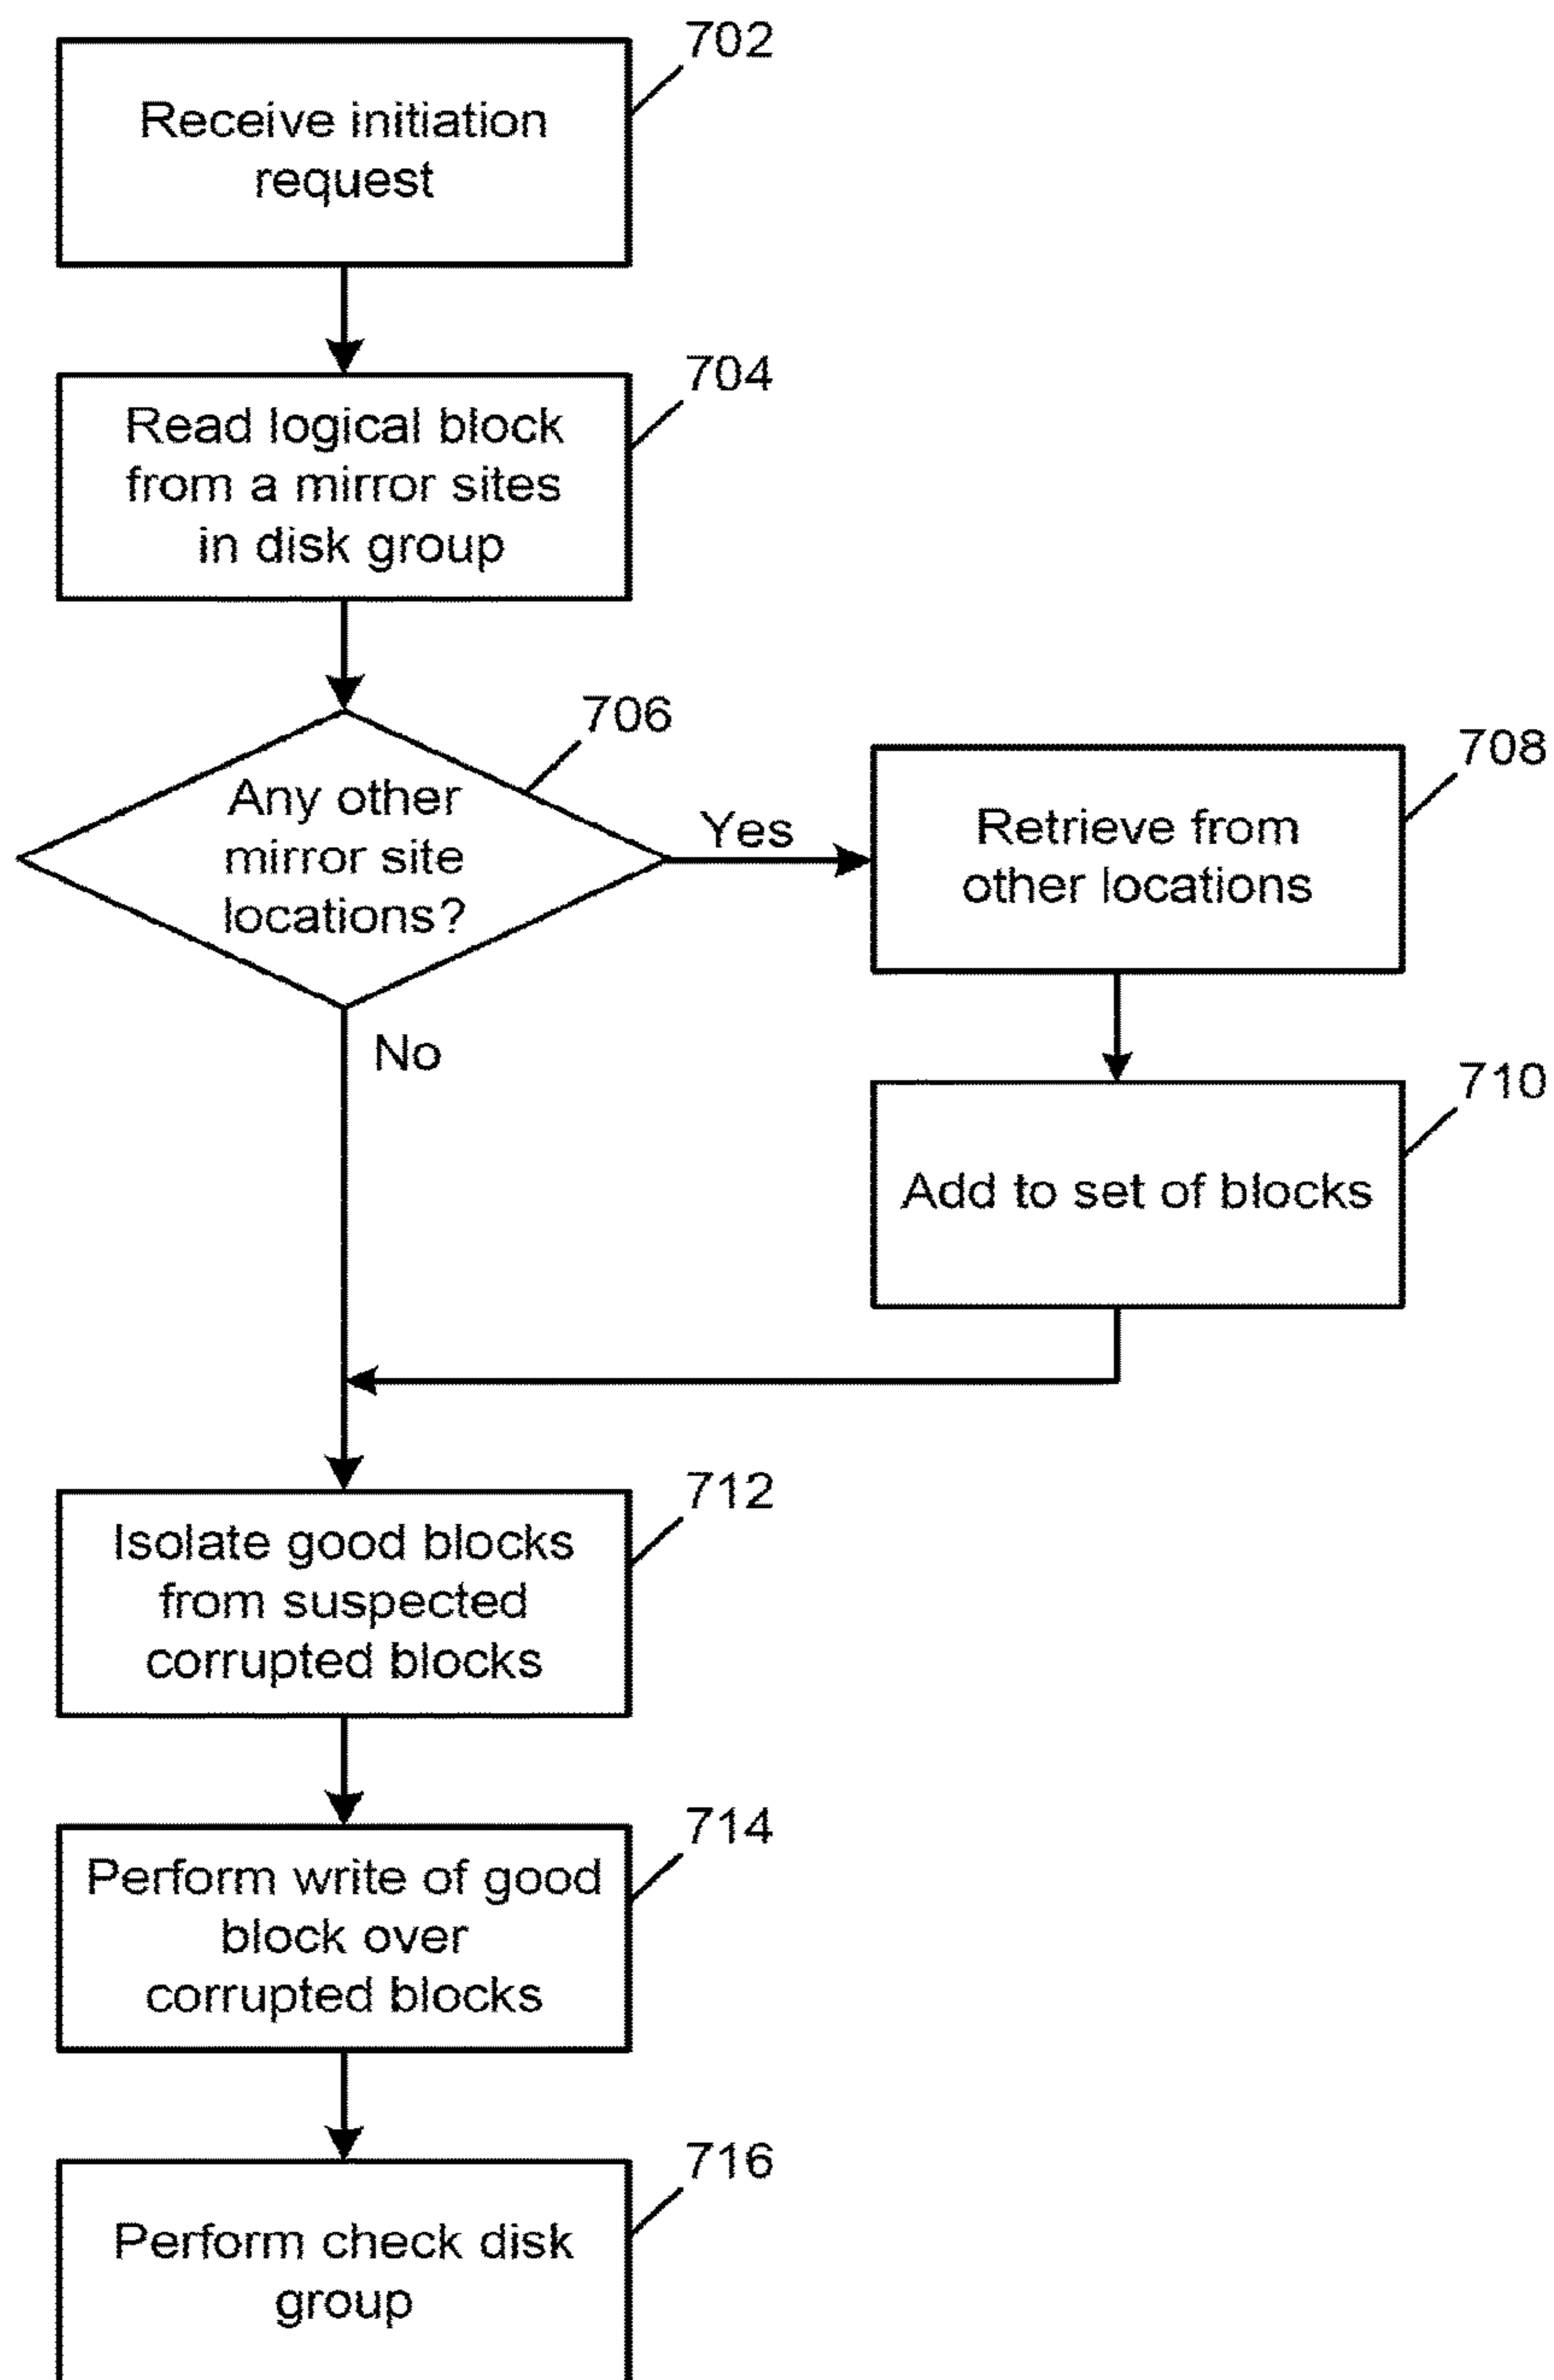 702
Receive initiation
request
704
Read logical block
from a mirror sites
in disk group
706
Any other
mirror site
locations?
Yes
No
708
Retrieve from
other locations
710
Add to set of blocks
712
Isolate good blocks
from suspected
corrupted blocks
714
Perform write of good
block over
corrupted blocks
716
Perform check disk
group